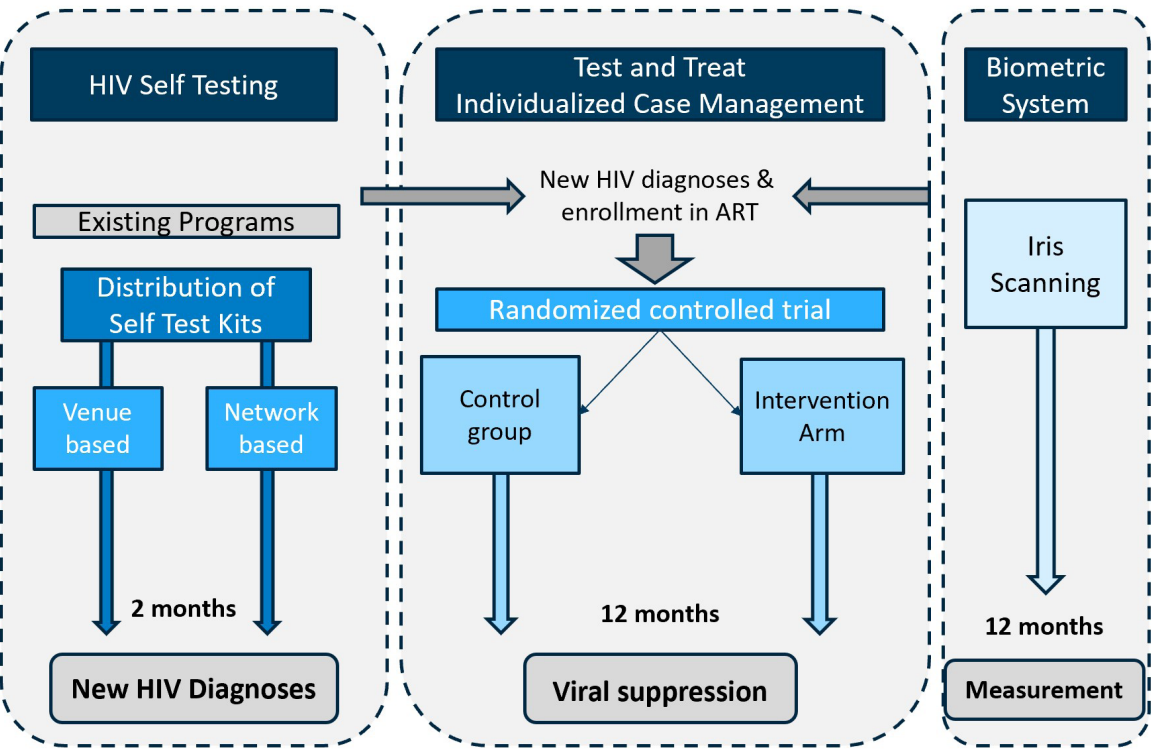 HIV Self Testing
Existing Programs
Distribution of
Self Test Kits
Venue
based
Network
based
2 months
New HIV Diagnoses
Test and Treat
Individualized Case Management
New HIV diagnoses &
enrollment in ART
Randomized controlled trial
Control
group
Intervention
Arm
12 months
Viral suppression
Biometric
System
Iris
Scanning
12 months
Measurement